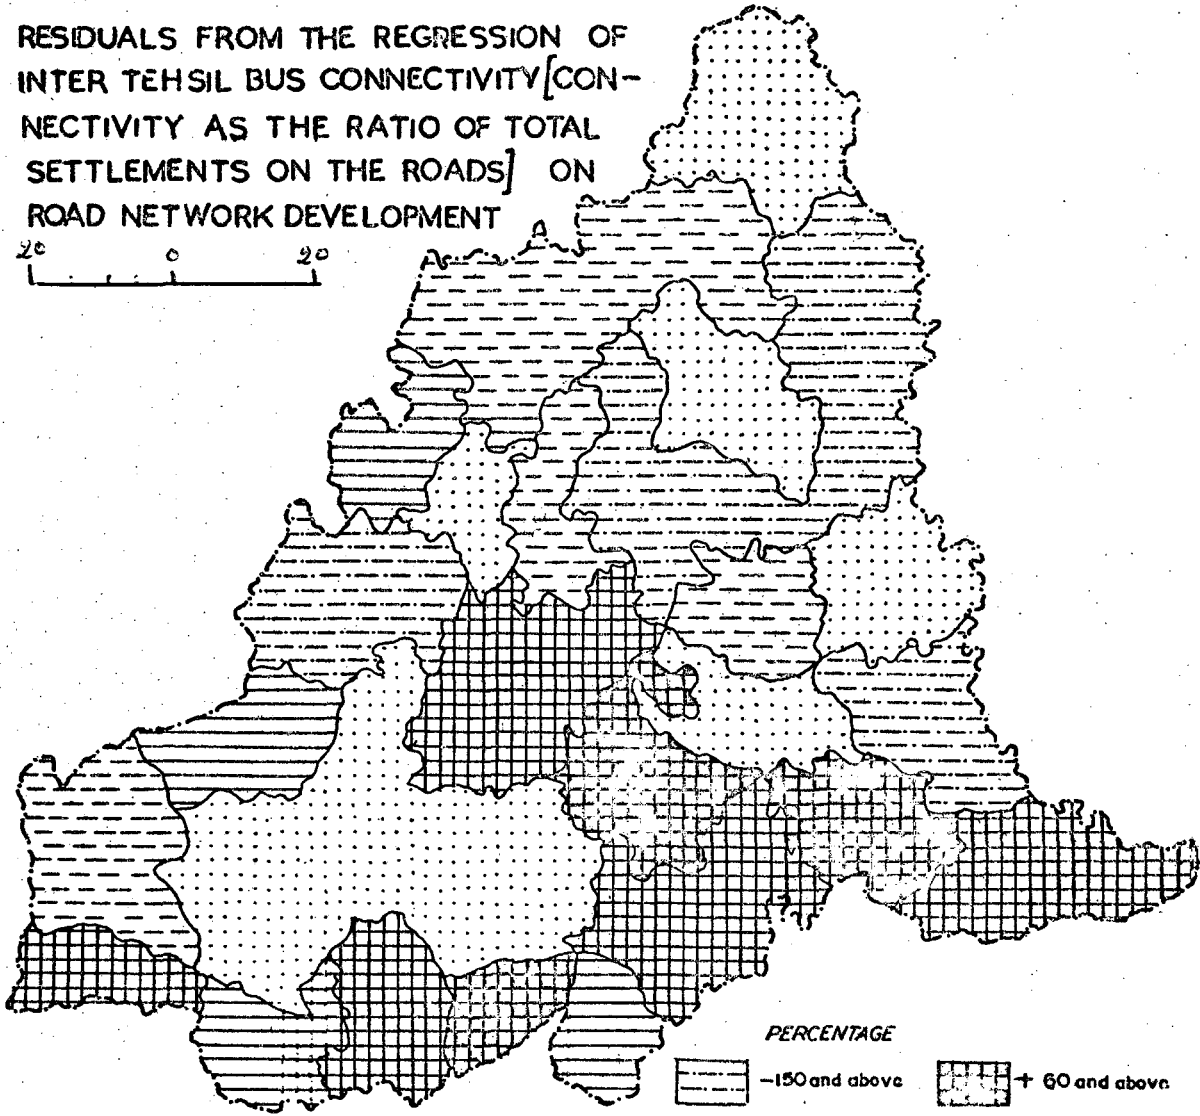 RESIDUALS FROM THE REGRESSION OF
INTER TEHSIL BUS CONNECTIVITY [CON-
NECTIVITY AS THE RATIO OF TOTAL
SETTLEMENTS ON THE ROADS] ON
ROAD NETWORK DEVELOPMENT
20 0 20
PERCENTAGE
-150 and above + 60 and above